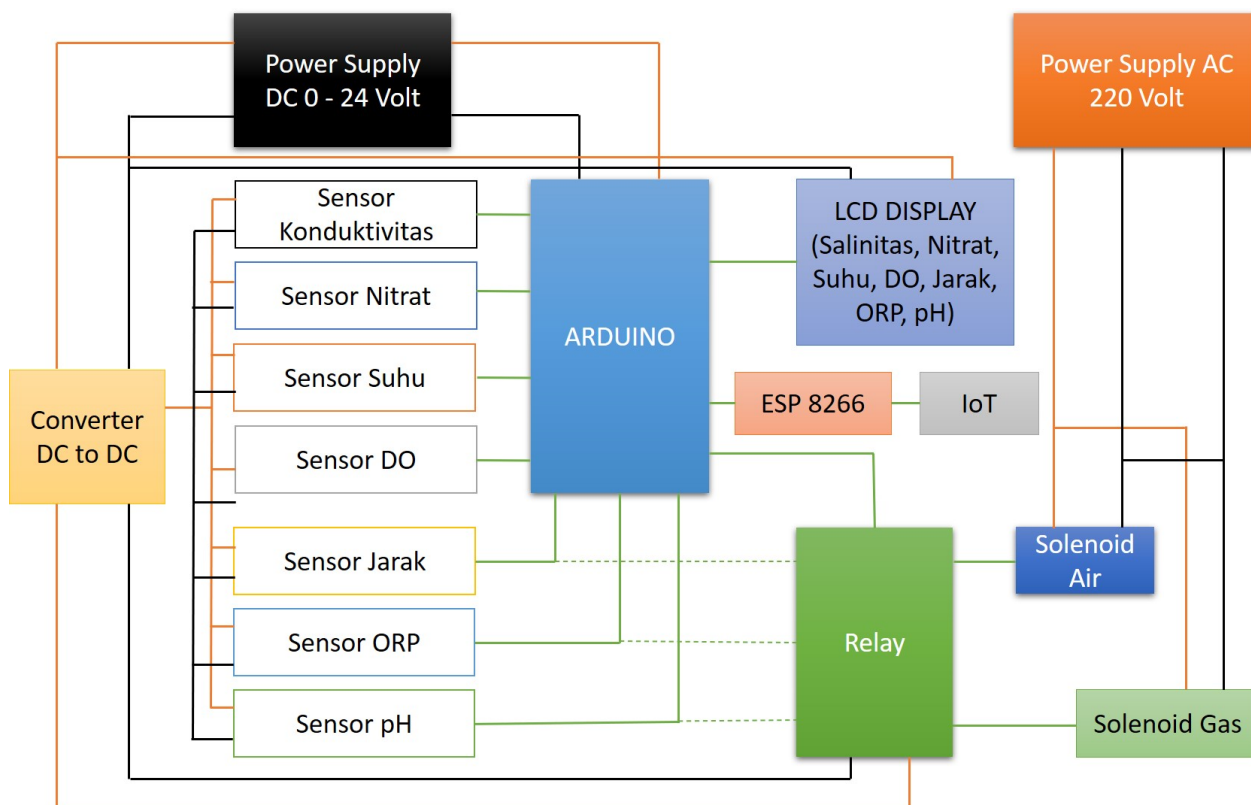 Power Supply
DC 0 - 24 Volt
Power Supply AC
220 Volt
Sensor
Konduktivitas
Sensor Nitrat
Sensor Suhu
Sensor DO
Sensor Jarak
Sensor ORP
Sensor pH
Converter
DC to DC
ARDUINO
LCD DISPLAY
(Salinitas, Nitrat,
Suhu, DO, Jarak,
ORP, pH)
ESP 8266
IoT
Relay
Solenoid
Air
Solenoid Gas